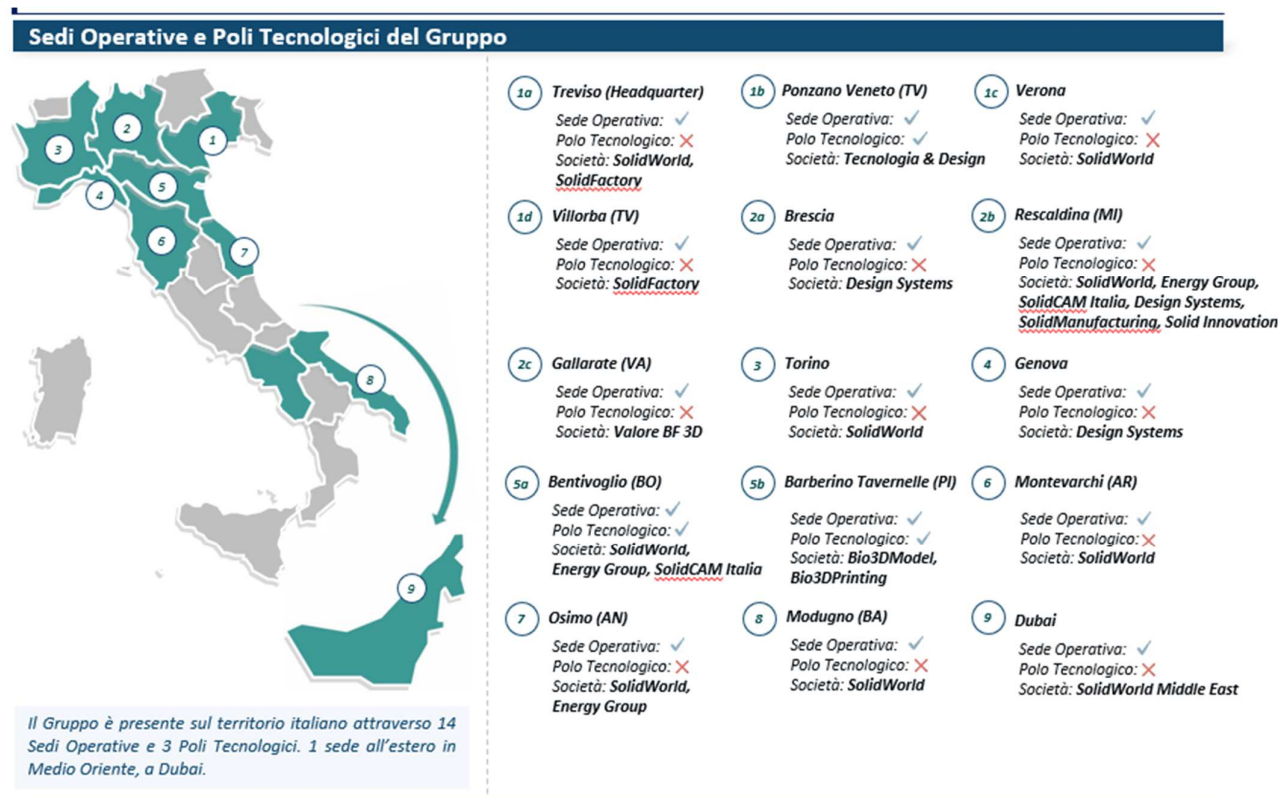 Sedi Operative e Poli Tecnologici del Gruppo
1
2
3
4
5
6
7
8
9
Il Gruppo è presente sul territorio italiano attraverso 14
Sedi Operative e 3 Poli Tecnologici. 1 sede all'estero in
Medio Oriente, a Dubai.
1a
Treviso (Headquarter)
Sede Operativa:
Polo Tecnologico:
Società: SolidWorld,
SolidFactory
1b
Ponzano Veneto (TV)
Sede Operativa:
Polo Tecnologico:
Società: Tecnologia & Design
1c
Verona
Sede Operativa:
Polo Tecnologico:
Società: SolidWorld
1d
Villorba (TV)
Sede Operativa:
Polo Tecnologico:
Società: SolidFactory
2a
Brescia
Sede Operativa:
Polo Tecnologico:
Società: Design Systems
2b
Rescaldina (MI)
Sede Operativa:
Polo Tecnologico:
Società: SolidWorld, Energy Group,
SolidCAM Italia, Design Systems,
SolidManufacturing, Solid Innovation
2c
Gallarate (VA)
Sede Operativa:
Polo Tecnologico:
Società: Valore BF 3D
3
Torino
Sede Operativa:
Polo Tecnologico:
Società: SolidWorld
4
Genova
Sede Operativa:
Polo Tecnologico:
Società: Design Systems
5a
Bentivoglio (BO)
Sede Operativa:
Polo Tecnologico:
Società: SolidWorld,
Energy Group, SolidCAM Italia
5b
Barberino Tavernelle (PI)
Sede Operativa:
Polo Tecnologico:
Società: Bio3DModel,
Bio3DPrinting
6
Montevarchi (AR)
Sede Operativa:
Polo Tecnologico:
Società: SolidWorld
7
Osimo (AN)
Sede Operativa:
Polo Tecnologico:
Società: SolidWorld,
Energy Group
8
Modugno (BA)
Sede Operativa:
Polo Tecnologico:
Società: SolidWorld
9
Dubai
Sede Operativa:
Polo Tecnologico:
Società: SolidWorld Middle East